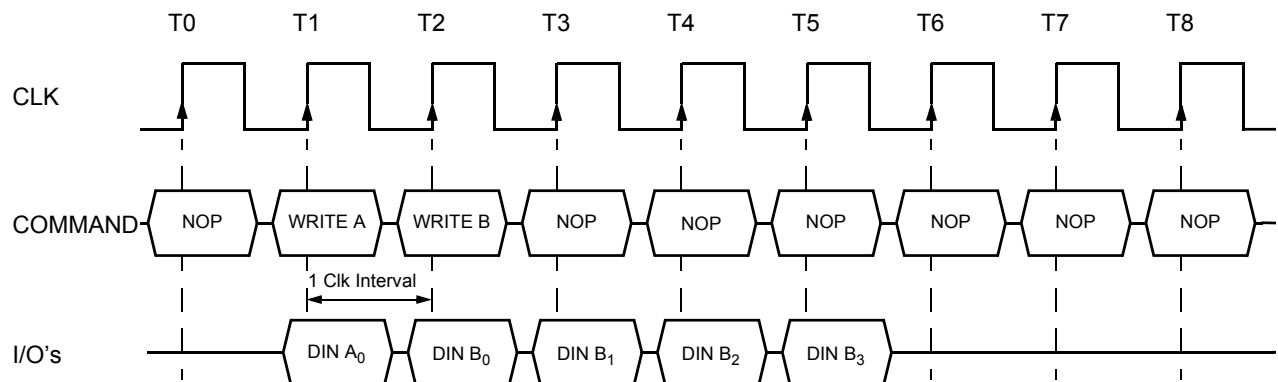 T0 T1 T2 T3 T4 T5 T6 T7 T8
CLK
COMMAND NOP WRITE A WRITE B NOP NOP NOP NOP NOP NOP
1 Clk Interval
I/O's DIN A₀ DIN B₀ DIN B₁ DIN B₂ DIN B₃